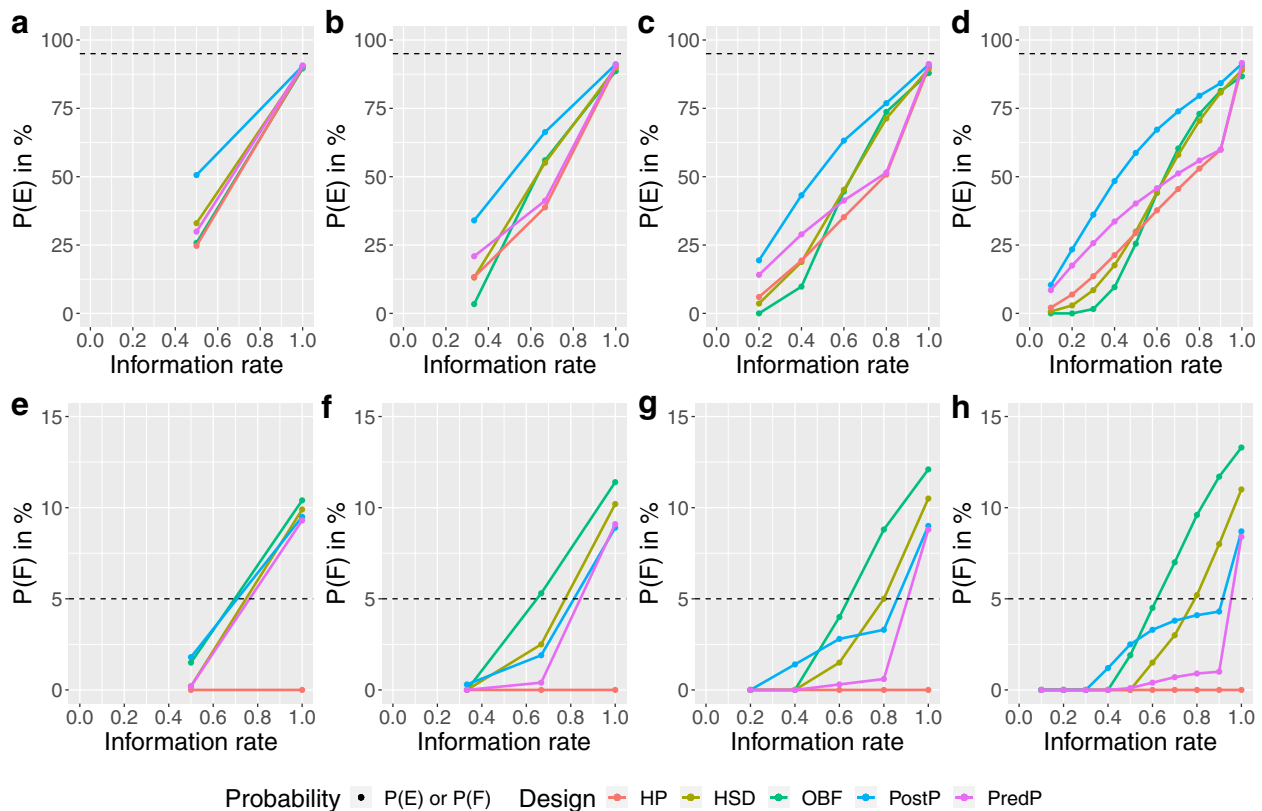 a b c d
100 100 100 100
75 75 75 75
50 50 50 50
25 25 25 25
0 0 0 0
P(E) in % P(E) in % P(E) in % P(E) in %
0.0 0.2 0.4 0.6 0.8 1.0 0.0 0.2 0.4 0.6 0.8 1.0 0.0 0.2 0.4 0.6 0.8 1.0 0.0 0.2 0.4 0.6 0.8 1.0
Information rate Information rate Information rate Information rate
e f g h
15 15 15 15
10 10 10 10
5 5 5 5
0 0 0 0
P(F) in % P(F) in % P(F) in % P(F) in %
0.0 0.2 0.4 0.6 0.8 1.0 0.0 0.2 0.4 0.6 0.8 1.0 0.0 0.2 0.4 0.6 0.8 1.0 0.0 0.2 0.4 0.6 0.8 1.0
Information rate Information rate Information rate Information rate
Probability P(E) or P(F) Design HP HSD OBF PostP PredP